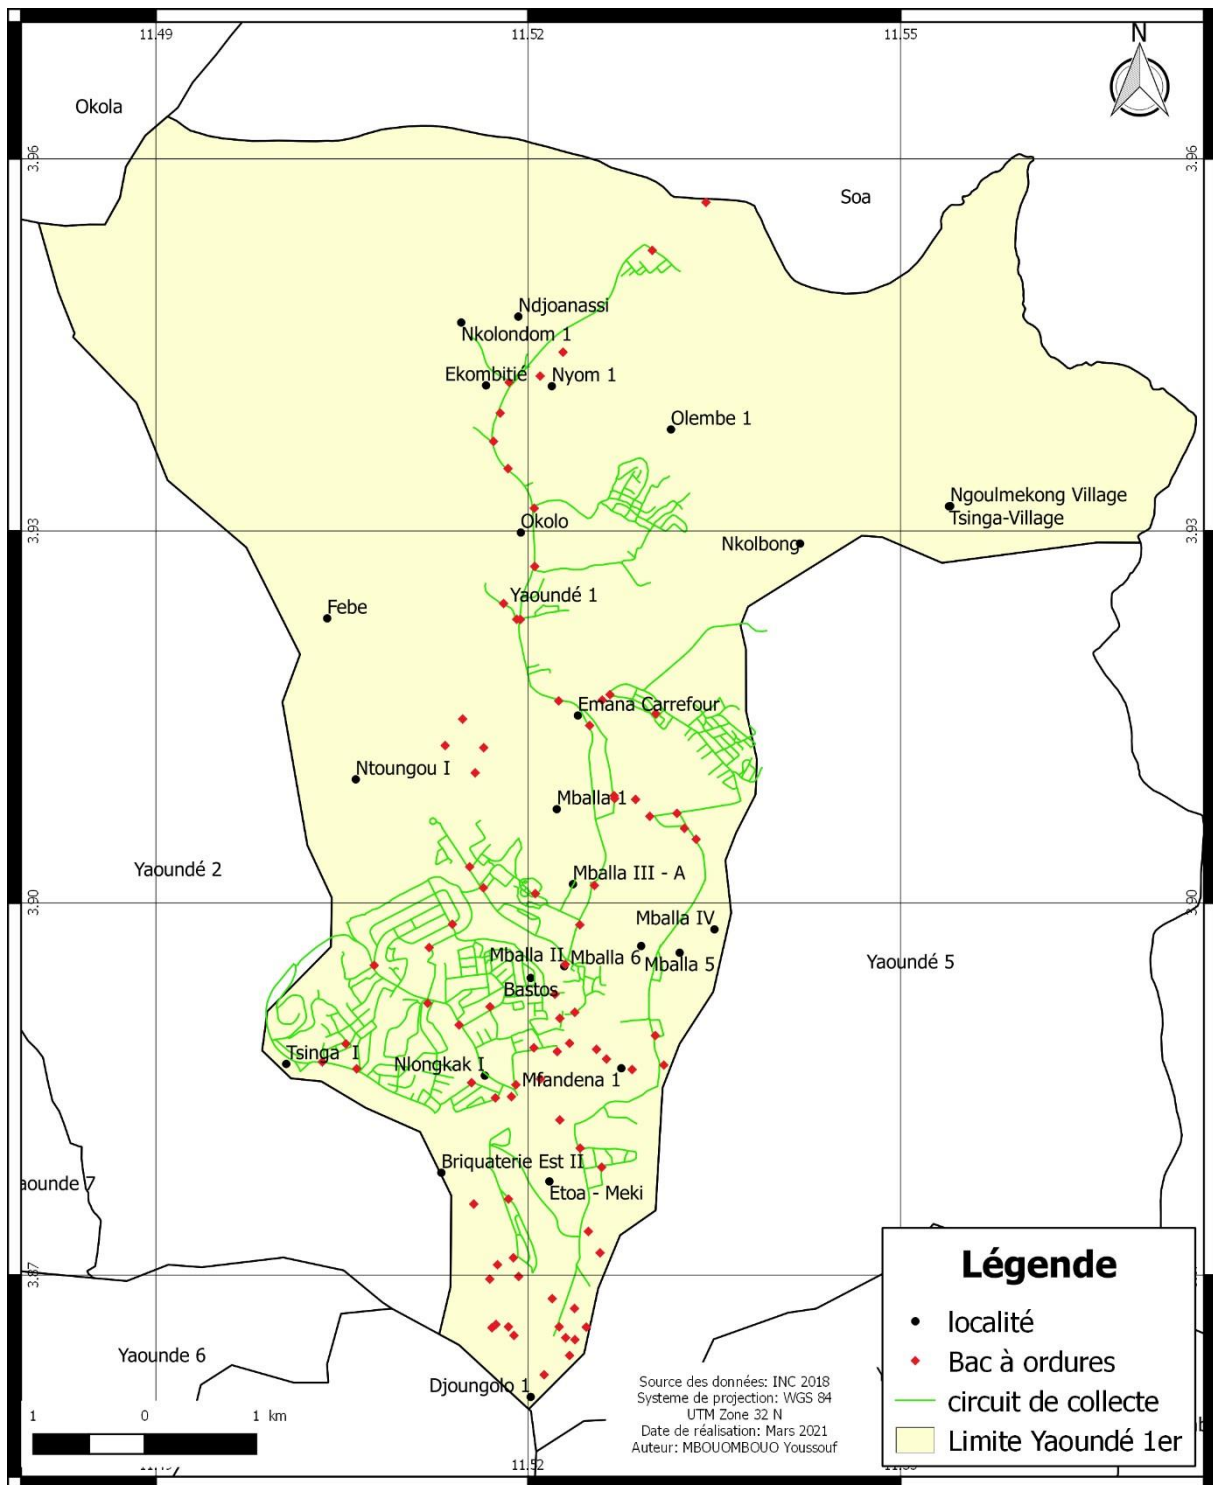 11.49
11.52
11.55
N
Okola
3.96
3.96
Soa
Ndjoanassi
Nkolondom 1
Ekombitié
Nyom 1
Olembe 1
Ngoulmekong Village
Tsinga-Village
3.93
3.93
Okolo
Nkolbong
Yaoundé 1
Febe
Emana Carrefour
Ntoungou I
Mballa 1
Yaoundé 2
Mballa III - A
3.90
3.90
Mballa IV
Mballa II
Mballa 6
Mballa 5
Yaoundé 5
Bastos
Tsinga I
Nlongkak I
Mfandena 1
Briquaterie Est II
aounde 7
Etoa - Meki
3.87
Légende
localité
Bac à ordures
circuit de collecte
Limite Yaoundé 1er
Yaounde 6
Djoungolo 1
Source des données: INC 2018
Systeme de projection: WGS 84
UTM Zone 32 N
Date de réalisation: Mars 2021
Auteur: MBOUOMBOUO Youssouf
1 0 1 km
11.49
11.52